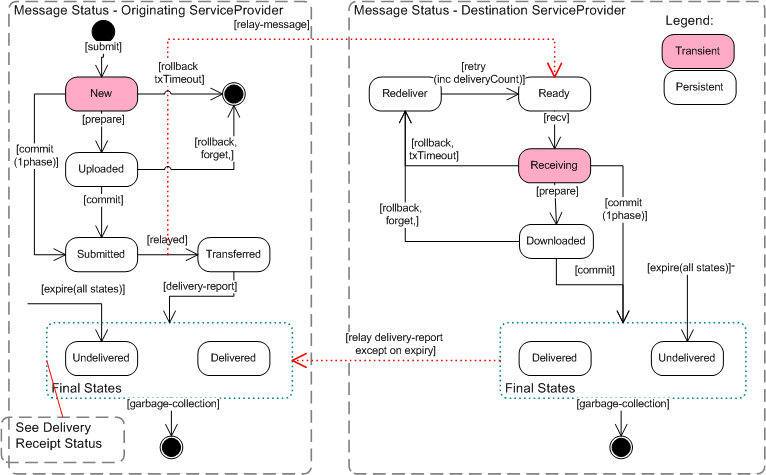 Message Status - Originating ServiceProvider
[submit]
New
[rollback
txTimeout]
[prepare]
[commit
(1phase)]
Uploaded
[rollback,
forget,]
[commit]
Submitted
[relayed]
Transferred
[expire(all states)]
[delivery-report]
Undelivered
Delivered
Final States
[garbage-collection]
See Delivery
Receipt Status
[relay-message]
[relay delivery-report
except on expiry]
Message Status - Destination ServiceProvider
Redeliver
[retry
(inc deliveryCount)]
Ready
[recv]
[rollback,
txTimeout]
Receiving
[prepare]
[commit
(1phase)]
[rollback,
forget,]
Downloaded
[commit]
[expire(all states)]"
Delivered
Undelivered
Final States
[garbage-collection]
Legend:
Transient
Persistent